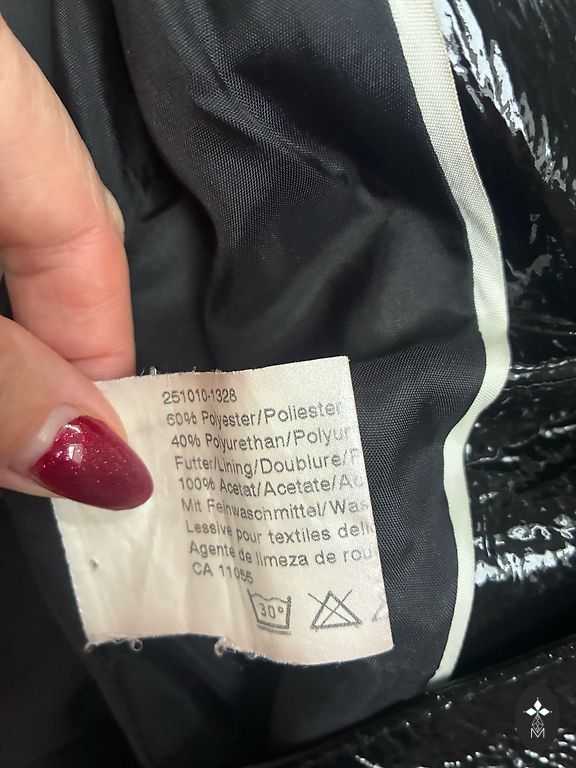 251010-1328
60% Polyester/Poliester
40% Polyurethan/Polyur
Futter/Lining/Doublure/F
100% Acetat/Acetate/Ac
Mit Feinwaschmittel/Was
Lessive pour textiles deli
Agente de limeza de rou
CA 11055
30°
M